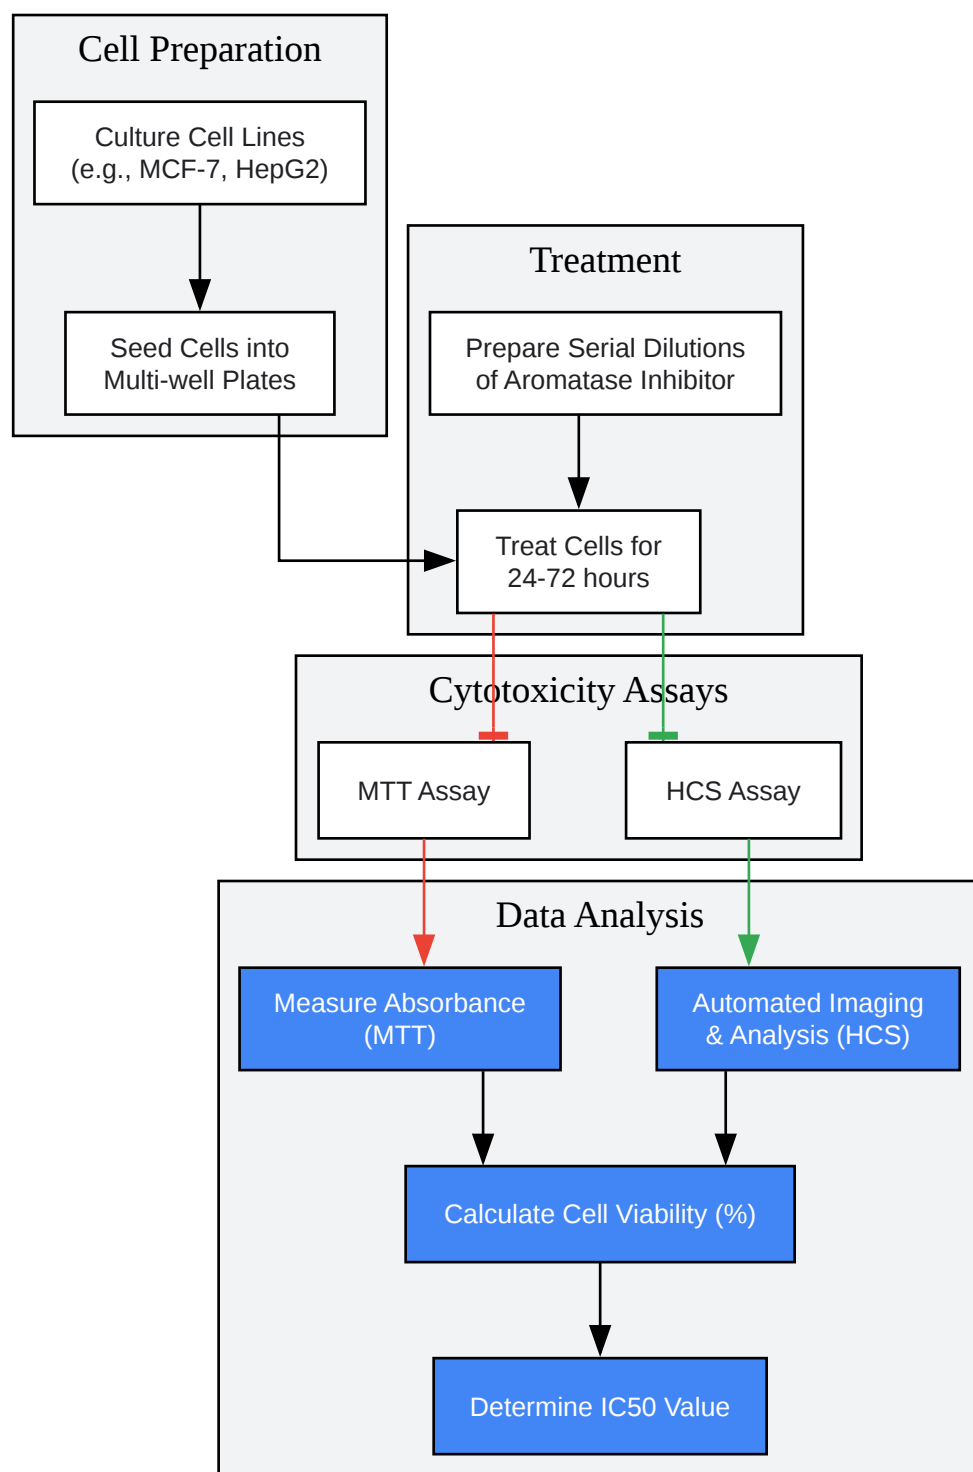 Cell Preparation
Culture Cell Lines
(e.g., MCF-7, HepG2)
Seed Cells into
Multi-well Plates
Treatment
Prepare Serial Dilutions
of Aromatase Inhibitor
Treat Cells for
24-72 hours
Cytotoxicity Assays
MTT Assay
HCS Assay
Data Analysis
Measure Absorbance
(MTT)
Automated Imaging
& Analysis (HCS)
Calculate Cell Viability (%)
Determine IC50 Value